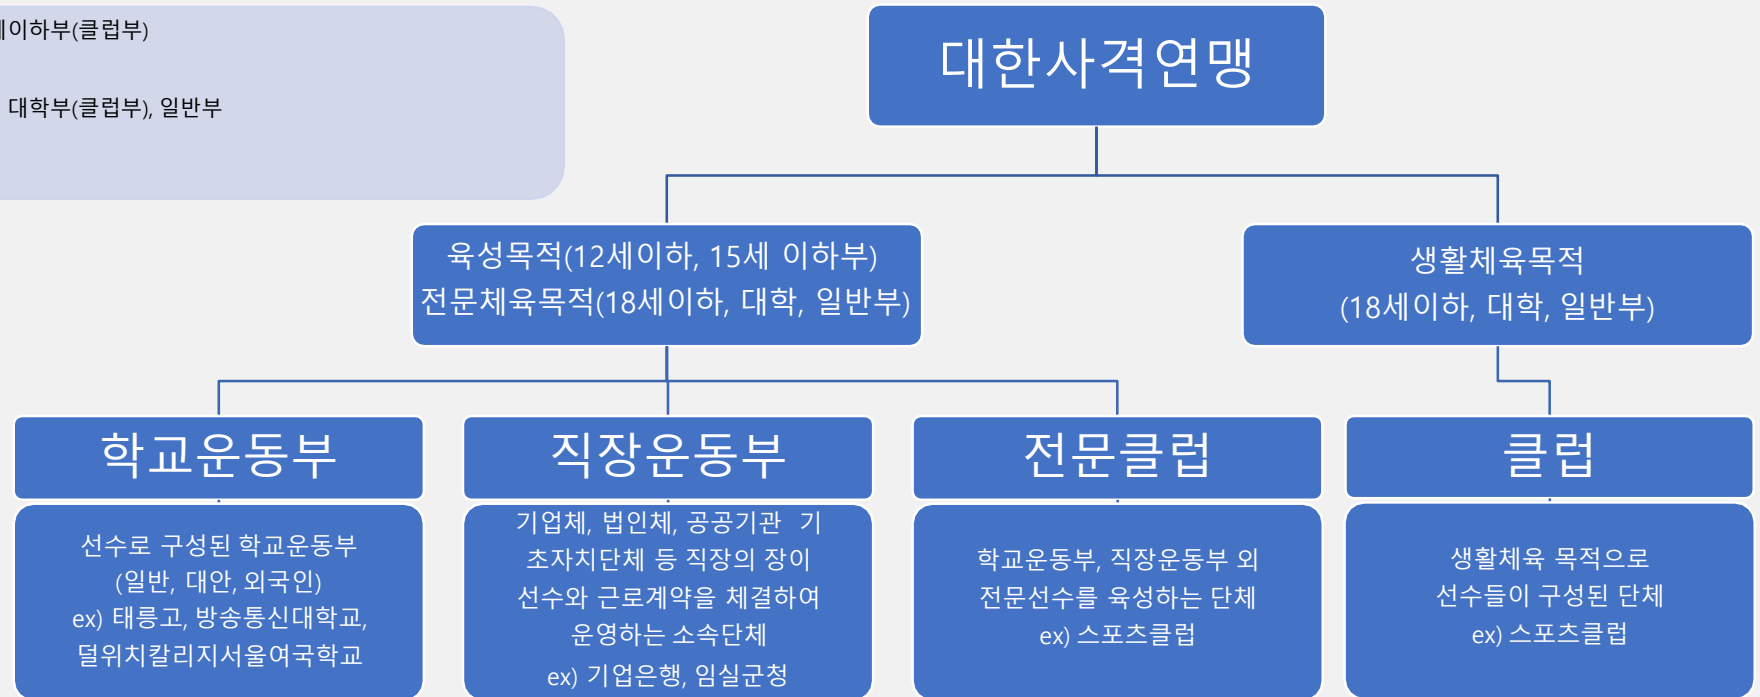 이하부(클럽부)
대학부(클럽부), 일반부
대한사격연맹
육성목적(12세이하, 15세 이하부)
전문체육목적(18세이하, 대학, 일반부)
생활체육목적
(18세이하, 대학, 일반부)
학교운동부
선수로 구성된 학교운동부
(일반, 대안, 외국인)
ex) 태릉고, 방송통신대학교,
덜위치칼리지서울여국학교
직장운동부
기업체, 법인체, 공공기관 기
초자치단체 등 직장의 장이
선수와 근로계약을 체결하여
운영하는 소속단체
ex) 기업은행, 임실군청
전문클럽
학교운동부, 직장운동부 외
전문선수를 육성하는 단체
ex) 스포츠클럽
클럽
생활체육 목적으로
선수들이 구성된 단체
ex) 스포츠클럽